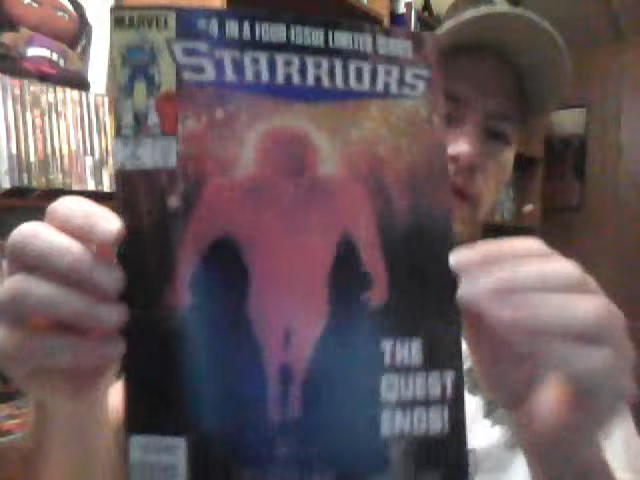 MARVEL
#4 IN A FOUR-ISSUE LIMITED SERIES
STARRIORS
THE
QUEST
ENDS!